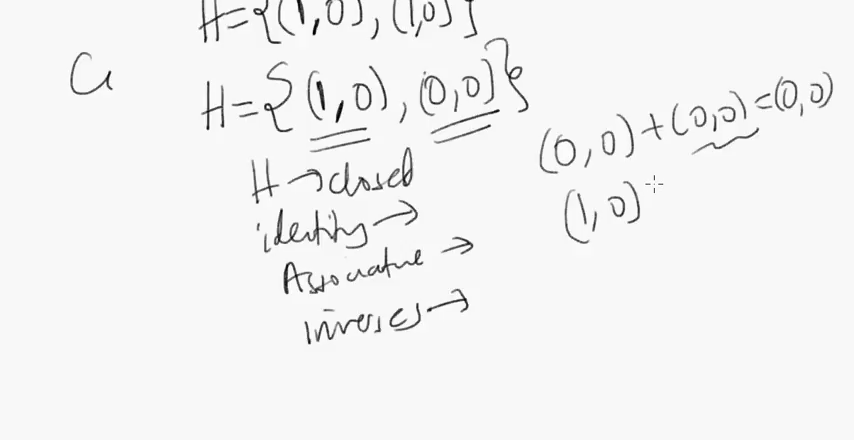 H={(1,0),(1,0)}
G
H={(1,0),(0,0)}
(0,0)+(0,0)=(0,0)
H→closed
(1,0)
identity→
Associative→
inverses→